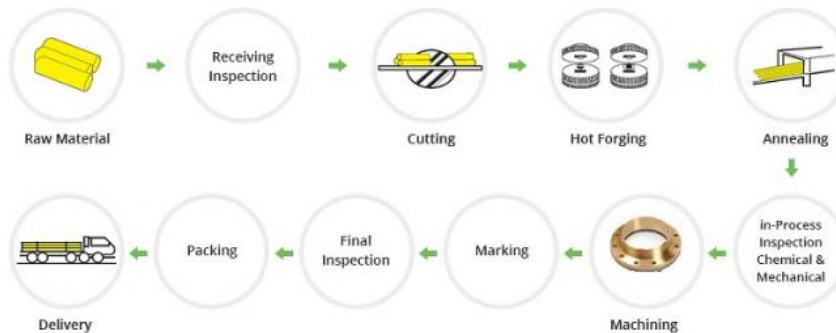 Receiving
Inspection
Raw Material
Cutting
Hot Forging
Annealing
in-Process
Inspection
Chemical &
Mechanical
Machining
Marking
Final
Inspection
Packing
Delivery